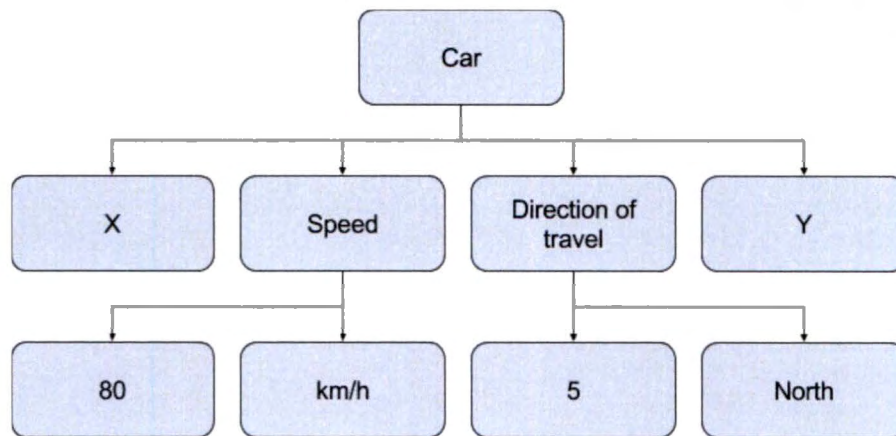 Car
X
Speed
Direction of
travel
Y
80
km/h
5
North